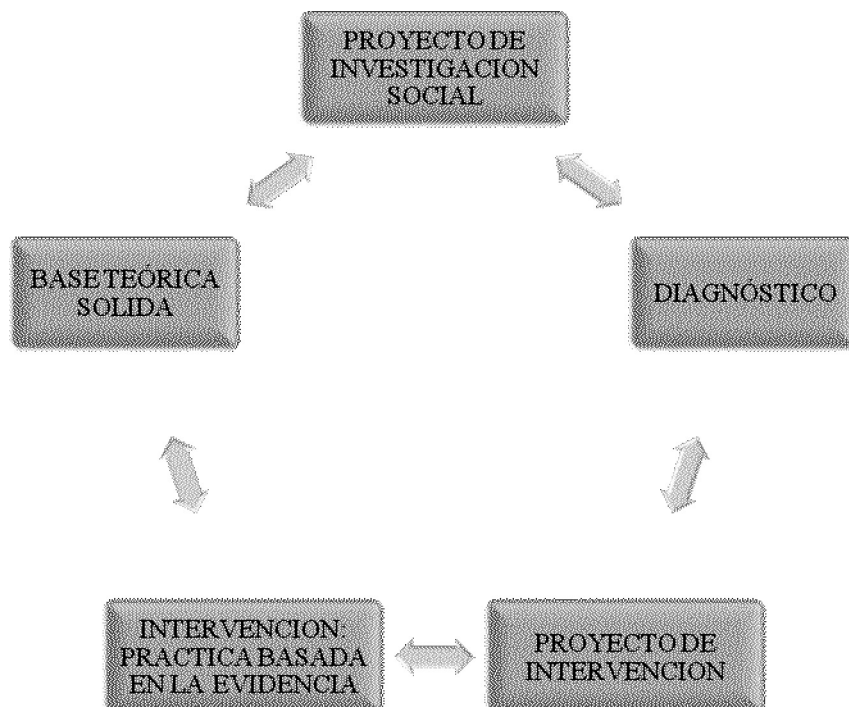 PROYECTO DE
INVESTIGACION
SOCIAL
BASE TEÓRICA
SOLIDA
DIAGNÓSTICO
INTERVENCION:
PRACTICA BASADA
EN LA EVIDENCIA
PROYECTO DE
INTERVENCION